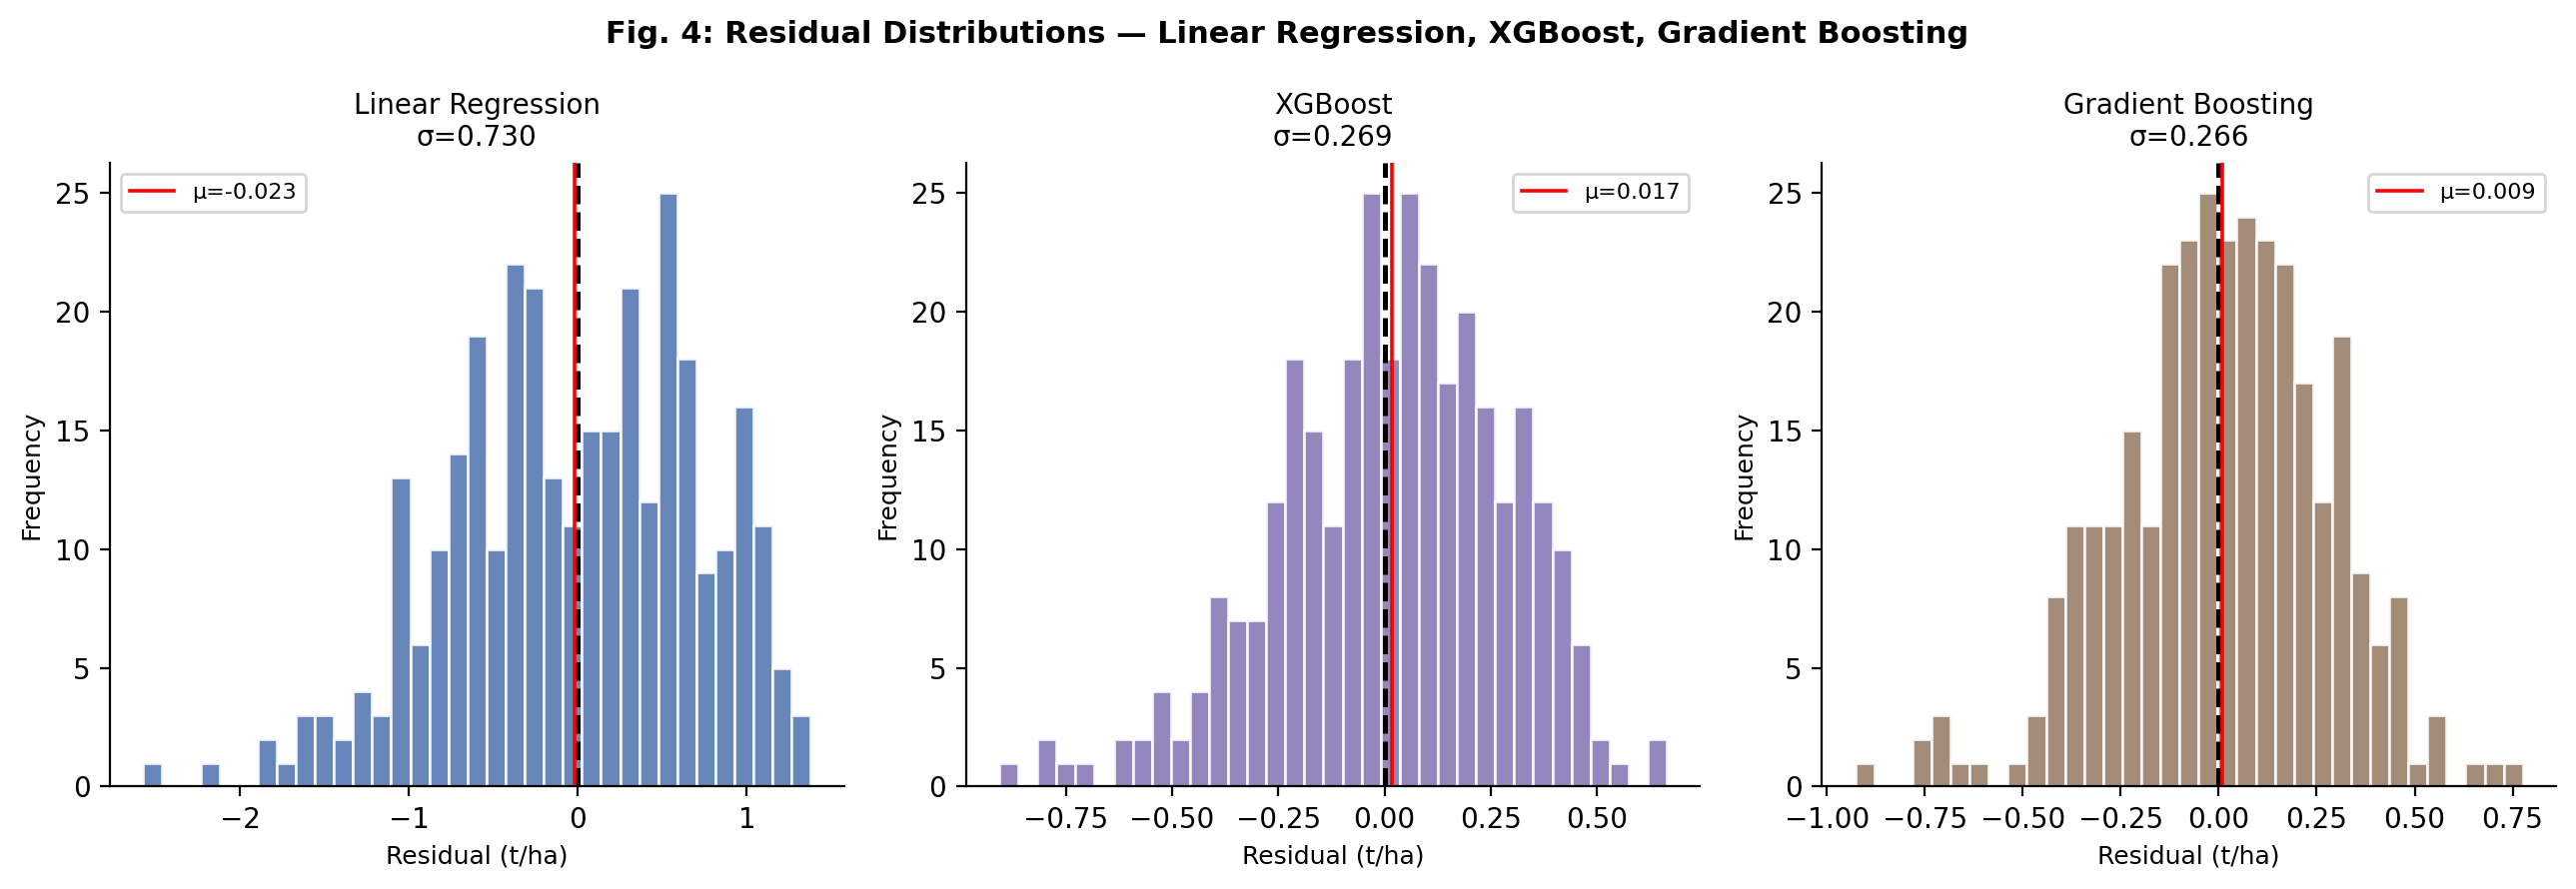 Fig. 4: Residual Distributions — Linear Regression, XGBoost, Gradient Boosting
Linear Regression
σ=0.730
μ=-0.023
25
20
15
10
5
0
Frequency
−2
−1
0
1
Residual (t/ha)
XGBoost
σ=0.269
μ=0.017
25
20
15
10
5
0
Frequency
−0.75
−0.50
−0.25
0.00
0.25
0.50
Residual (t/ha)
Gradient Boosting
σ=0.266
μ=0.009
25
20
15
10
5
0
Frequency
−1.00
−0.75
−0.50
−0.25
0.00
0.25
0.50
0.75
Residual (t/ha)